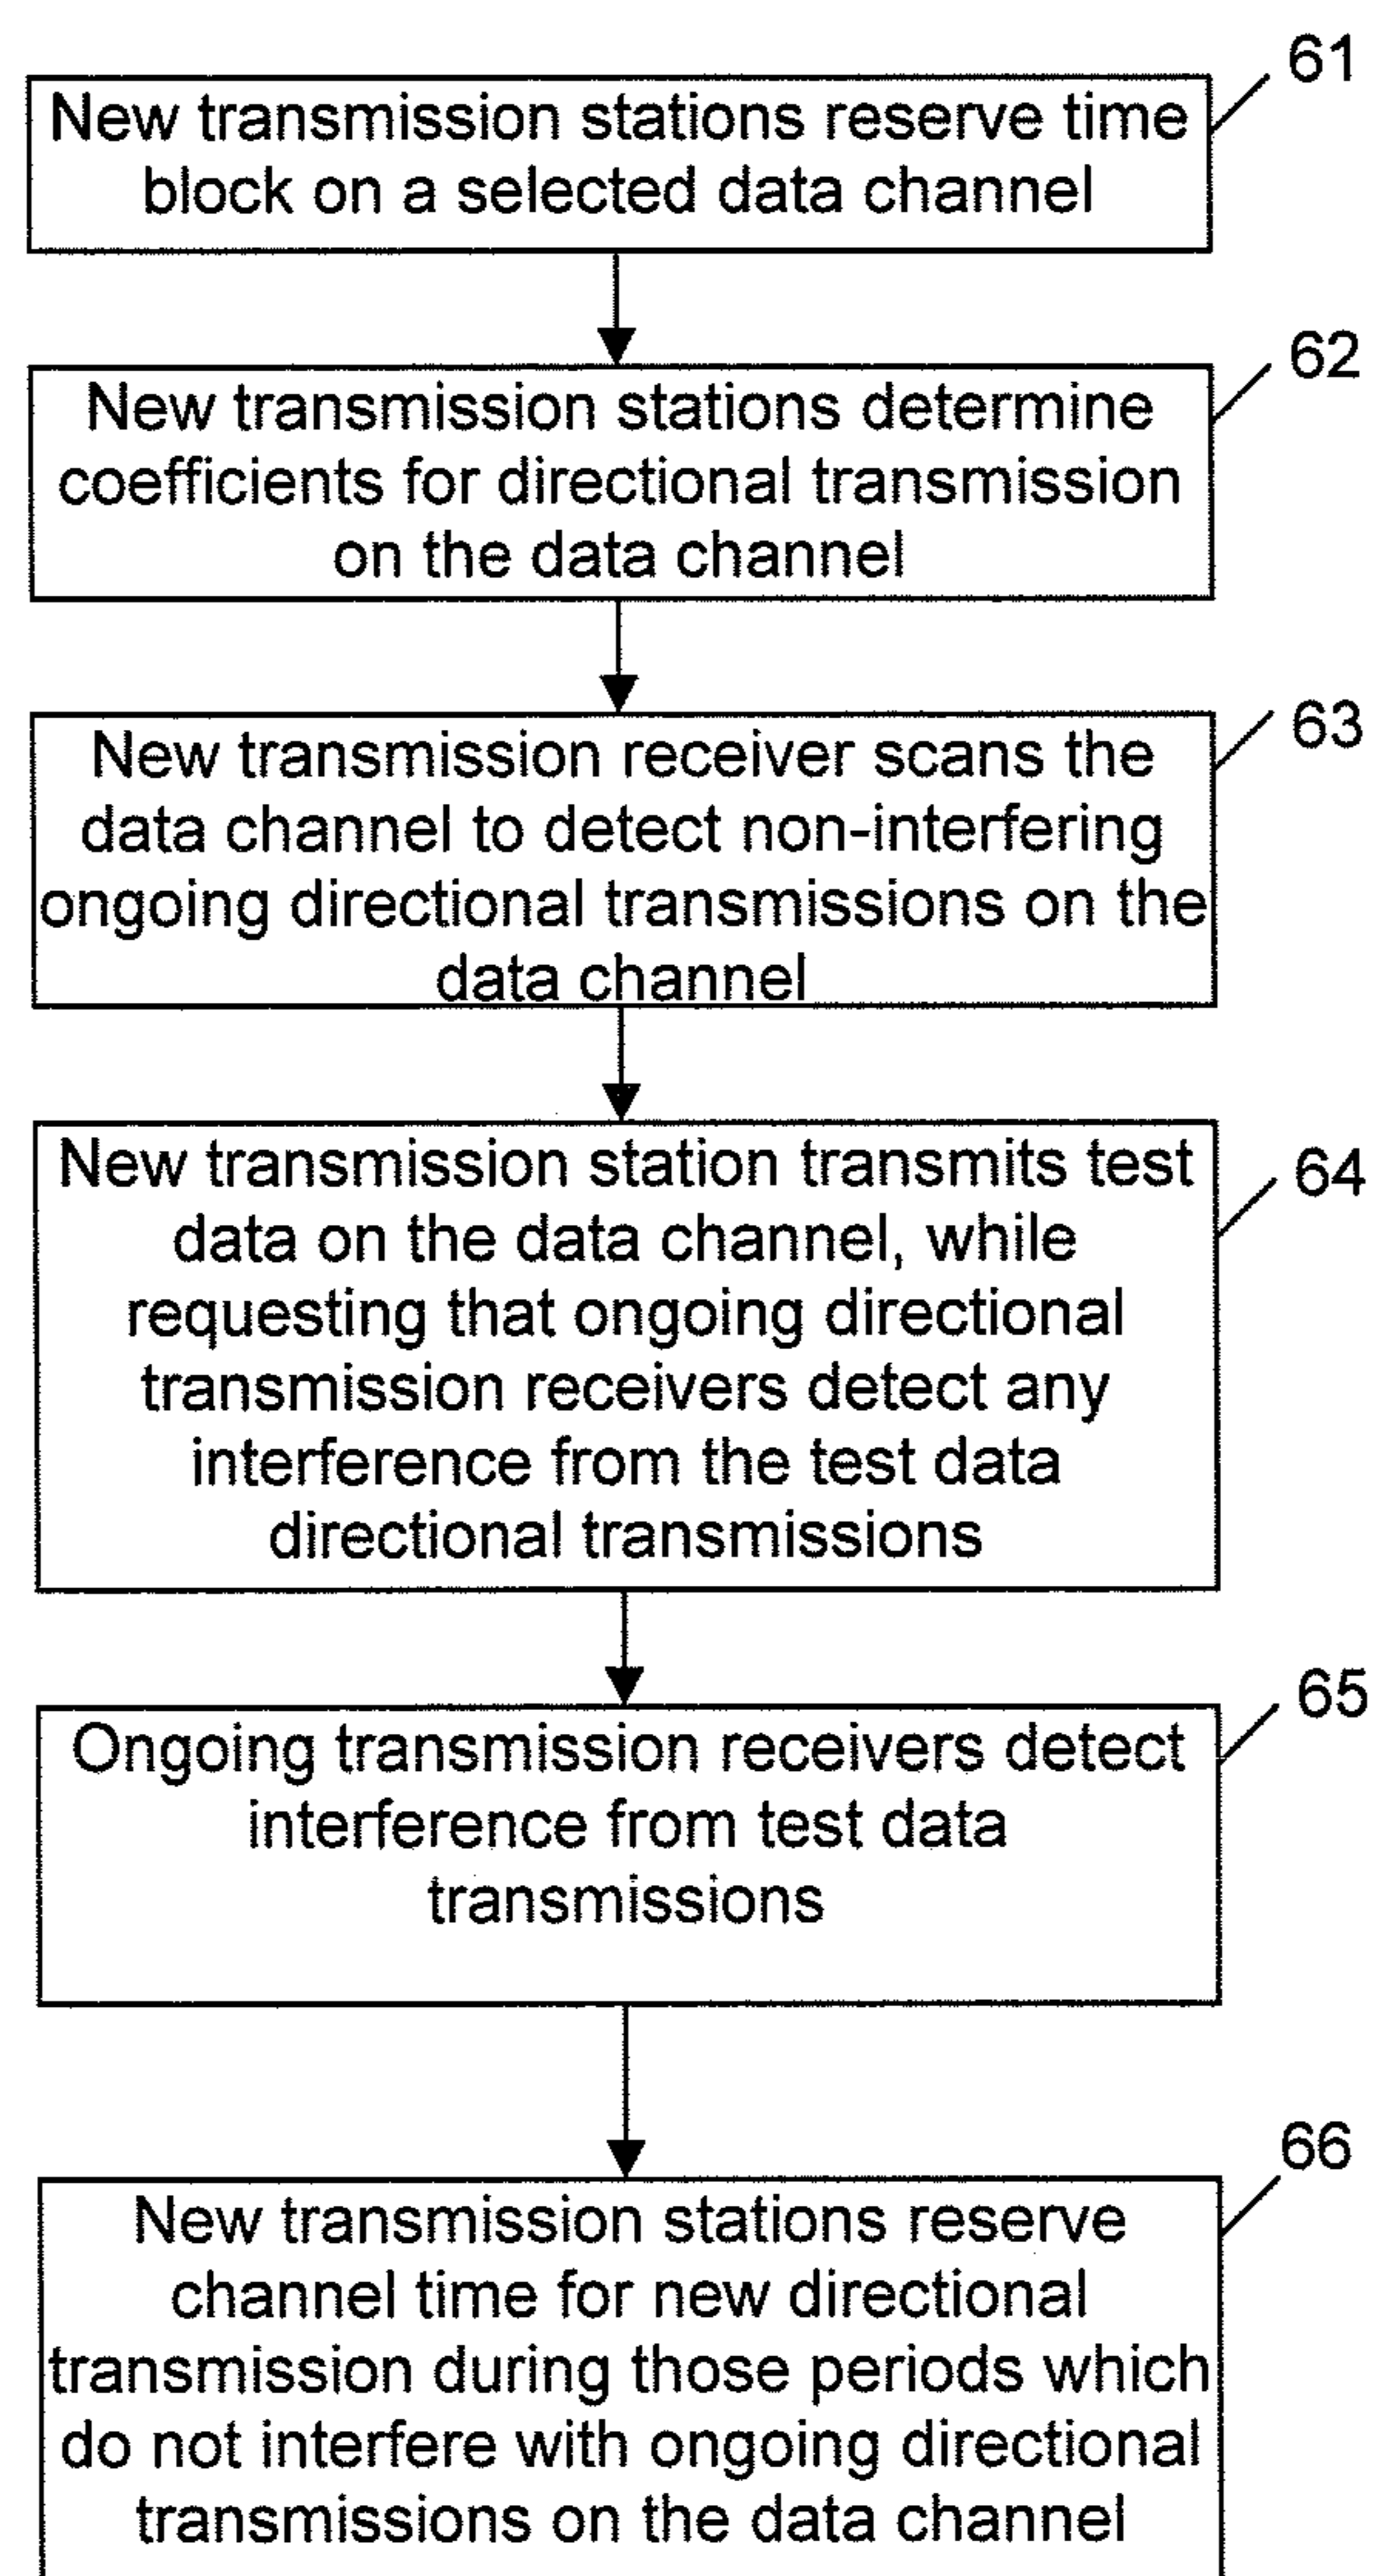 61
New transmission stations reserve time
block on a selected data channel
62
New transmission stations determine
coefficients for directional transmission
on the data channel
63
New transmission receiver scans the
data channel to detect non-interfering
ongoing directional transmissions on the
data channel
64
New transmission station transmits test
data on the data channel, while
requesting that ongoing directional
transmission receivers detect any
interference from the test data
directional transmissions
65
Ongoing transmission receivers detect
interference from test data
transmissions
66
New transmission stations reserve
channel time for new directional
transmission during those periods which
do not interfere with ongoing directional
transmissions on the data channel